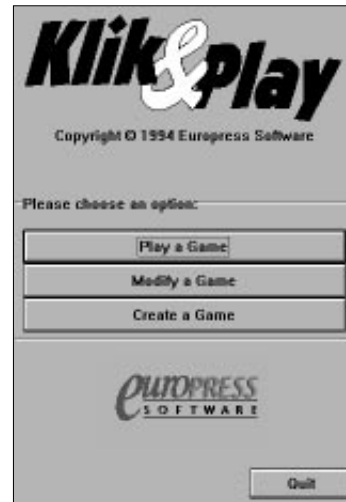 Klik&Play
Copyright © 1994 Europress Software
Please choose an option:
Play a Game
Modify a Game
Create a Game
europress
SOFTWARE
Quit